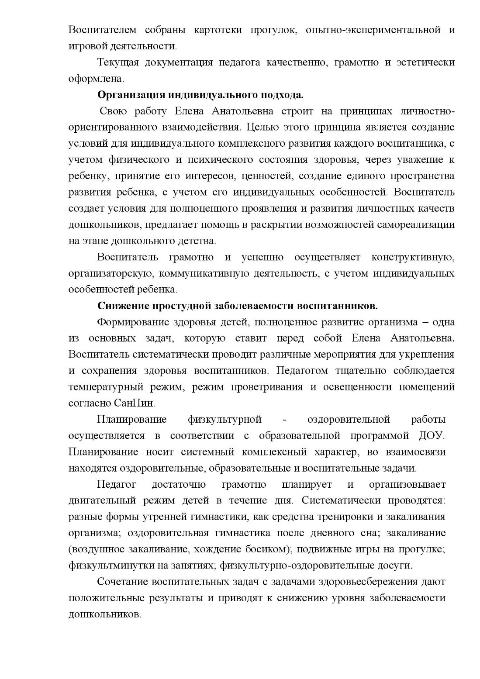 Воспитателем собраны картотеки прогулок, опытно-экспериментальной и
игровой деятельности.
Текущая документация педагога качественно, грамотно и эстетически
оформлена.
Организация индивидуального подхода.
Свою работу Елена Анатольевна строит на принципах личностно-
ориентированного взаимодействия. Целью этого принципа является создание
условий для индивидуального комплексного развития каждого воспитанника, с
учетом физического и психического состояния здоровья, через уважение к
ребенку, принятие его интересов, ценностей, создание единого пространства
развития ребенка, с учетом его индивидуальных особенностей. Воспитатель
создает условия для полноценного проявления и развития личностных качеств
дошкольников, предлагает помощь в раскрытии возможностей самореализации
на этапе дошкольного детства.
Воспитатель грамотно и успешно осуществляет конструктивную,
организаторскую, коммуникативную деятельность, с учетом индивидуальных
особенностей ребенка.
Снижение простудной заболеваемости воспитанников.
Формирование здоровья детей, полноценное развитие организма – одна
из основных задач, которую ставит перед собой Елена Анатольевна.
Воспитатель систематически проводит различные мероприятия для укрепления
и сохранения здоровья воспитанников. Педагогом тщательно соблюдается
температурный режим, режим проветривания и освещенности помещений
согласно СанПин.
Планирование физкультурной - оздоровительной работы
осуществляется в соответствии с образовательной программой ДОУ.
Планирование носит системный комплексный характер, во взаимосвязи
находятся оздоровительные, образовательные и воспитательные задачи.
Педагог достаточно грамотно планирует и организовывает
двигательный режим детей в течение дня. Систематически проводятся:
разные формы утренней гимнастики, как средства тренировки и закаливания
организма; оздоровительная гимнастика после дневного сна; закаливание
(воздушное закаливание, хождение босиком), подвижные игры на прогулке;
физкультминутки на занятиях, физкультурно-оздоровительные досуги.
Сочетание воспитательных задач с задачами здоровьесбережения дают
положительные результаты и приводят к снижению уровня заболеваемости
дошкольников.